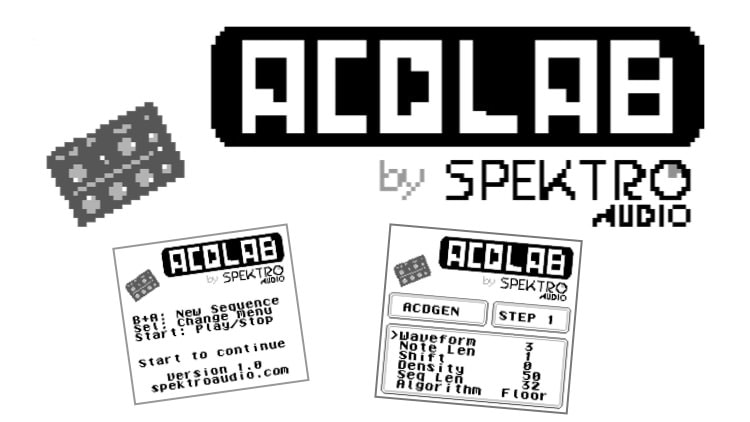 ACDLAB
by SPEKTRO
AUDIO
ACDLAB
by SPEKTRO
AUDIO
B+A: New Sequence
Sel: Change Menu
Start: Play/Stop
Start to continue
Version 1.0
spektroaudio.com
ACDLAB
by SPEKTRO
AUDIO
ACDGEN STEP 1
>Waveform 3
Note Len 1
Shift 0
Density 50
Seq Len 32
Algorithm Floor